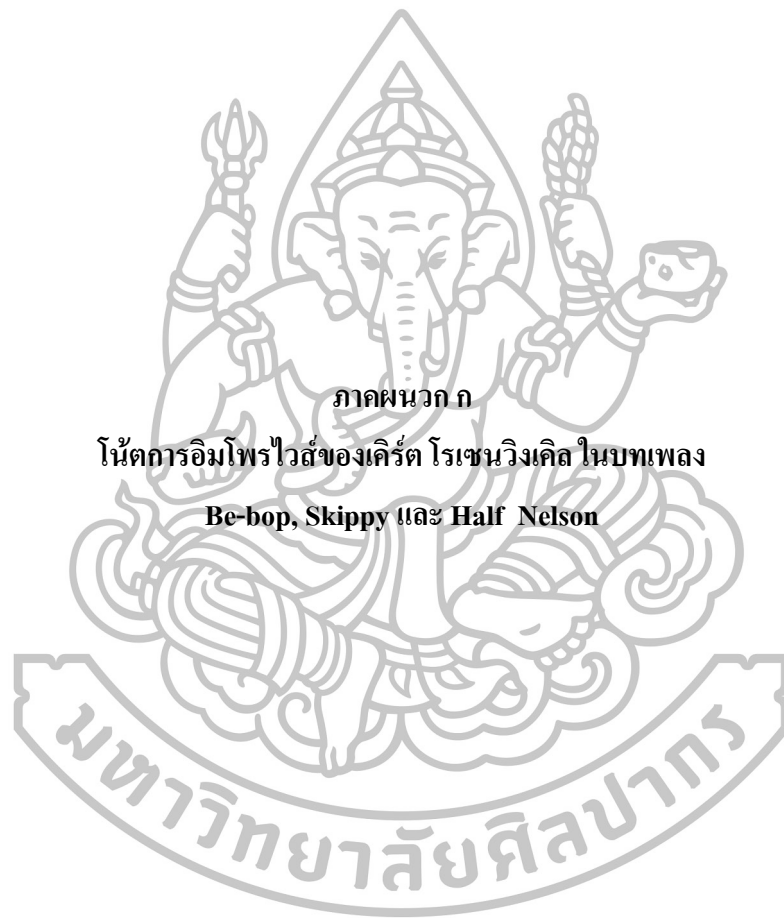 ภาคผนวก ก
โน้ตการอิมโพรไวส์ของเคิร์ต โรเซนวิงเคิล ในบทเพลง
Be-bop, Skippy และ Half Nelson
มหาวิทยาลัยศิลปากร